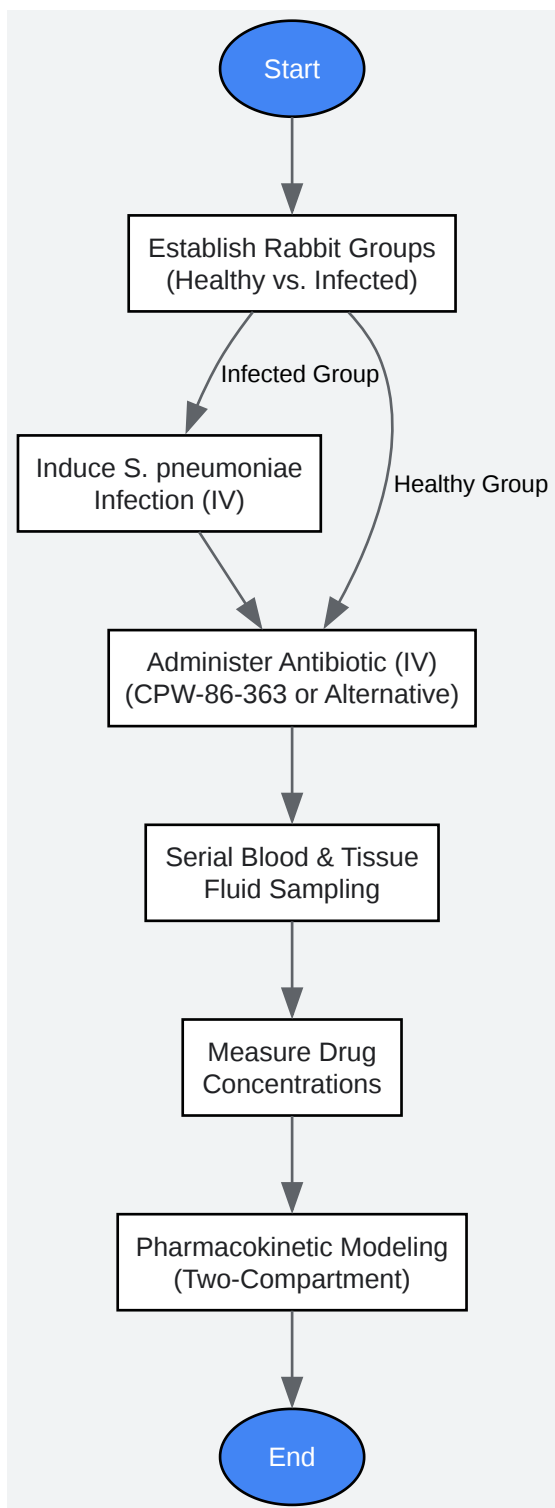 Start
Establish Rabbit Groups
(Healthy vs. Infected)
Infected Group
Induce S. pneumoniae
Infection (IV)
Healthy Group
Administer Antibiotic (IV)
(CPW-86-363 or Alternative)
Serial Blood & Tissue
Fluid Sampling
Measure Drug
Concentrations
Pharmacokinetic Modeling
(Two-Compartment)
End